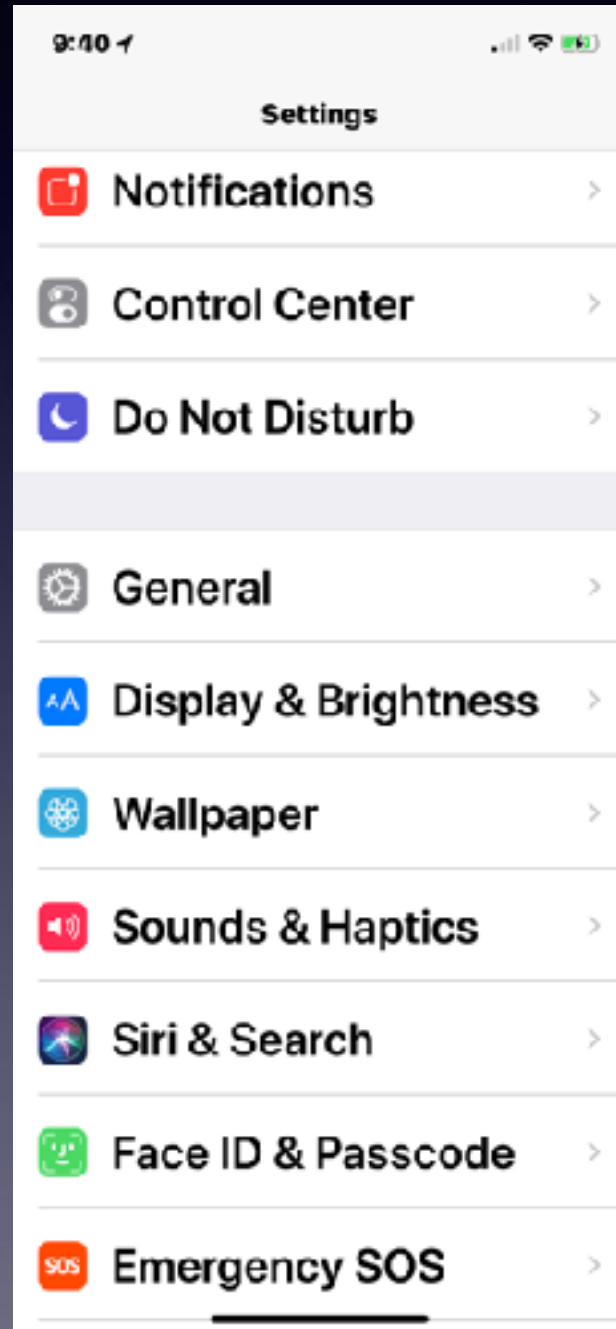 9:40
Settings
Notifications
Control Center
Do Not Disturb
General
AA Display & Brightness
Wallpaper
Sounds & Haptics
Siri & Search
Face ID & Passcode
SOS Emergency SOS